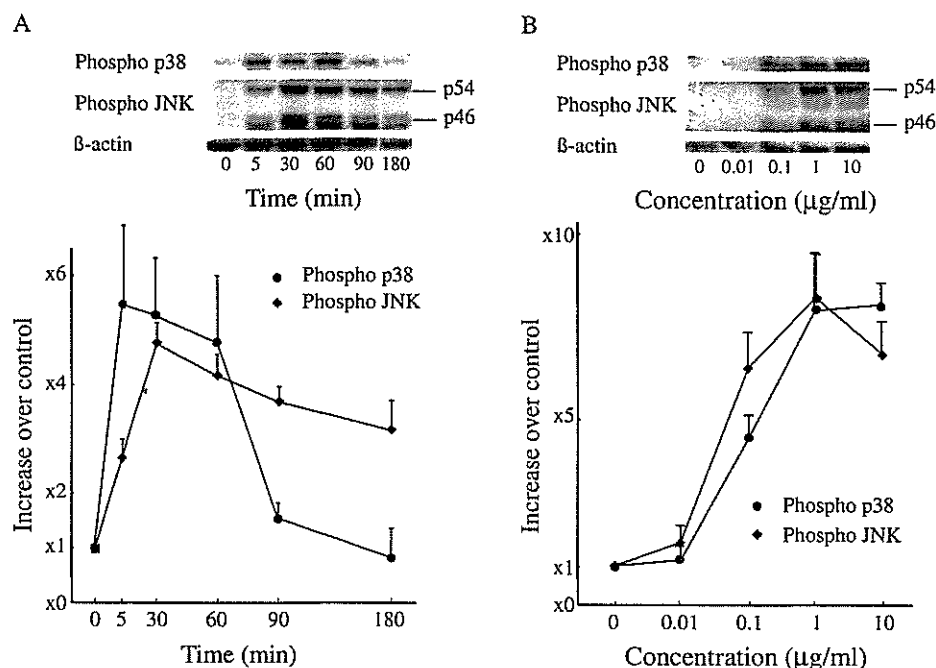 A
Phospho p38
Phospho JNK
p54
p46
ß-actin
0 5 30 60 90 180
Time (min)
x6
x4
x2
x1
x0
Increase over control
Phospho p38
Phospho JNK
0 5 30 60 90 180
Time (min)
B
Phospho p38
Phospho JNK
p54
p46
ß-actin
0 0.01 0.1 1 10
Concentration (µg/ml)
x10
x5
x1
x0
Increase over control
Phospho p38
Phospho JNK
0 0.01 0.1 1 10
Concentration (µg/ml)